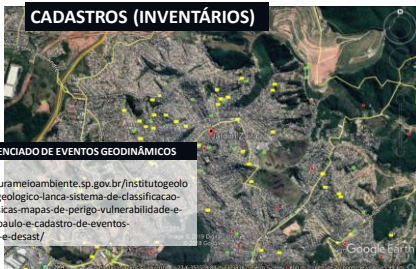 CADASTROS (INVENTÁRIOS)
ENCIADO DE EVENTOS GEODINÂMICOS
urameioambiente.sp.gov.br/institutogeolo
geologico-lanca-sistema-de-classificacao-
sicas-mapas-de-perigo-vulnerabilidade-e-
paulo-e-cadastro-de-eventos-
-e-desast/
Google Earth